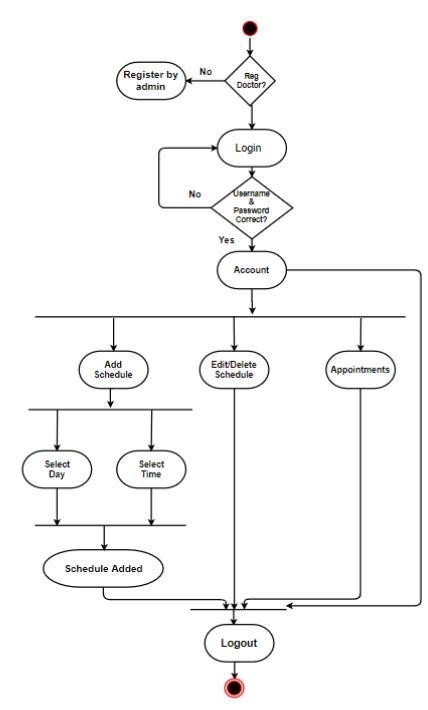 Reg
Doctor?
No
Register by
admin
Login
No
Username
&
Password
Correct?
Yes
Account
Add
Schedule
Edit/Delete
Schedule
Appointments
Select
Day
Select
Time
Schedule Added
Logout